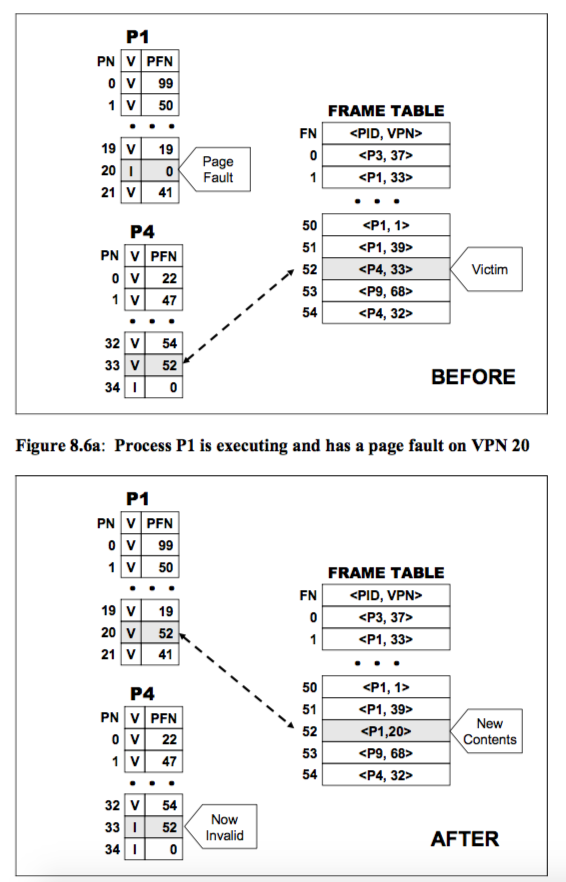 P1
PN V PFN
0 V 99
1 V 50
• • •
19 V 19
20 I 0
21 V 41
Page
Fault
P4
PN V PFN
0 V 22
1 V 47
• • •
32 V 54
33 V 52
34 I 0
FRAME TABLE
FN <PID, VPN>
0 <P3, 37>
1 <P1, 33>
• • •
50 <P1, 1>
51 <P1, 39>
52 <P4, 33>
53 <P9, 68>
54 <P4, 32>
Victim
BEFORE
Figure 8.6a: Process P1 is executing and has a page fault on VPN 20
P1
PN V PFN
0 V 99
1 V 50
• • •
19 V 19
20 V 52
21 V 41
P4
PN V PFN
0 V 22
1 V 47
• • •
32 V 54
33 I 52
34 I 0
Now
Invalid
FRAME TABLE
FN <PID, VPN>
0 <P3, 37>
1 <P1, 33>
• • •
50 <P1, 1>
51 <P1, 39>
52 <P1,20>
53 <P9, 68>
54 <P4, 32>
New
Contents
AFTER